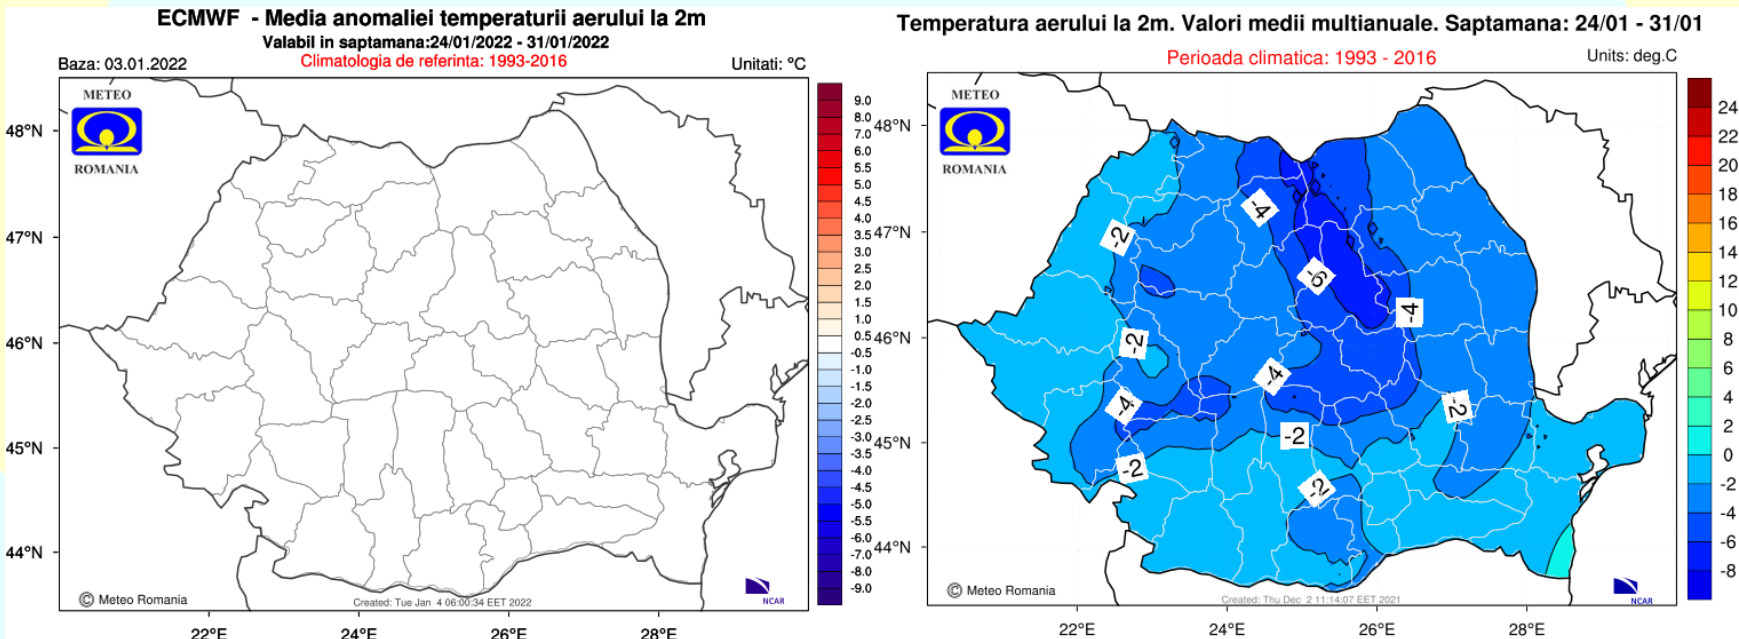 ECMWF - Media anomaliei temperaturii aerului la 2m
Valabil in saptamana:24/01/2022 - 31/01/2022
Climatologia de referinta: 1993-2016
Baza: 03.01.2022
Unitati: °C
METEO
ROMANIA
48°N
47°N
46°N
45°N
44°N
22°E
24°E
26°E
28°E
9.0
8.0
7.0
6.0
5.5
5.0
4.5
4.0
3.5
3.0
2.5
2.0
1.5
1.0
0.5
-0.5
-1.0
-1.5
-2.0
-2.5
-3.0
-3.5
-4.0
-4.5
-5.0
-5.5
-6.0
-7.0
-8.0
-9.0
© Meteo Romania
Created: Tue Jan 4 06:00:34 EET 2022
NCAR
Temperatura aerului la 2m. Valori medii multianuale. Saptamana: 24/01 - 31/01
Perioada climatica: 1993 - 2016
Units: deg.C
METEO
ROMANIA
48°N
47°N
46°N
45°N
44°N
22°E
24°E
26°E
28°E
-4
-2
-6
-4
-2
-4
-4
-2
-2
-2
-2
24
22
20
18
16
14
12
10
8
6
4
2
0
-2
-4
-6
-8
© Meteo Romania
Created: Thu Dec 2 11:14:07 EET 2021
NCAR